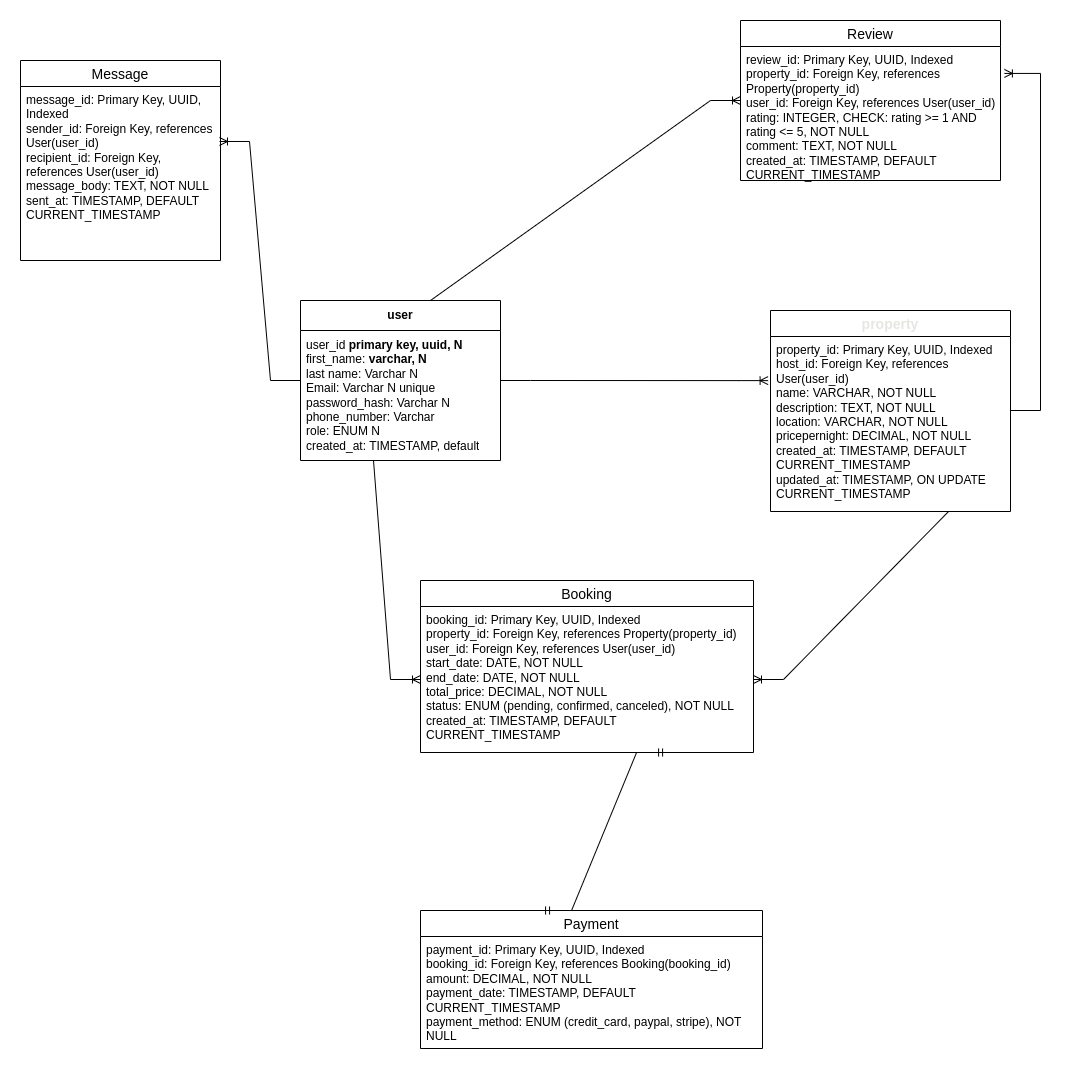 Message
message_id: Primary Key, UUID,
Indexed
sender_id: Foreign Key, references
User(user_id)
recipient_id: Foreign Key,
references User(user_id)
message_body: TEXT, NOT NULL
sent_at: TIMESTAMP, DEFAULT
CURRENT_TIMESTAMP
Review
review_id: Primary Key, UUID, Indexed
property_id: Foreign Key, references
Property(property_id)
user_id: Foreign Key, references User(user_id)
rating: INTEGER, CHECK: rating >= 1 AND
rating <= 5, NOT NULL
comment: TEXT, NOT NULL
created_at: TIMESTAMP, DEFAULT
CURRENT_TIMESTAMP
user
user_id primary key, uuid, N
first_name: varchar, N
last name: Varchar N
Email: Varchar N unique
password_hash: Varchar N
phone_number: Varchar
role: ENUM N
created_at: TIMESTAMP, default
property
property_id: Primary Key, UUID, Indexed
host_id: Foreign Key, references
User(user_id)
name: VARCHAR, NOT NULL
description: TEXT, NOT NULL
location: VARCHAR, NOT NULL
pricepernight: DECIMAL, NOT NULL
created_at: TIMESTAMP, DEFAULT
CURRENT_TIMESTAMP
updated_at: TIMESTAMP, ON UPDATE
CURRENT_TIMESTAMP
Booking
booking_id: Primary Key, UUID, Indexed
property_id: Foreign Key, references Property(property_id)
user_id: Foreign Key, references User(user_id)
start_date: DATE, NOT NULL
end_date: DATE, NOT NULL
total_price: DECIMAL, NOT NULL
status: ENUM (pending, confirmed, canceled), NOT NULL
created_at: TIMESTAMP, DEFAULT
CURRENT_TIMESTAMP
Payment
payment_id: Primary Key, UUID, Indexed
booking_id: Foreign Key, references Booking(booking_id)
amount: DECIMAL, NOT NULL
payment_date: TIMESTAMP, DEFAULT
CURRENT_TIMESTAMP
payment_method: ENUM (credit_card, paypal, stripe), NOT
NULL